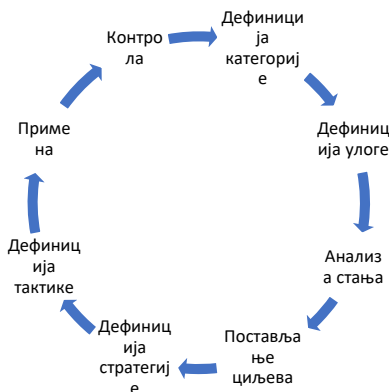 Дефиници
ја
категориј
е
Дефиниц
ија улоге
Анализ
а стања
Поставља
ње
циљева
Дефиниц
ија
стратегиј
е
Дефиниц
ија
тактике
Приме
на
Контро
ла